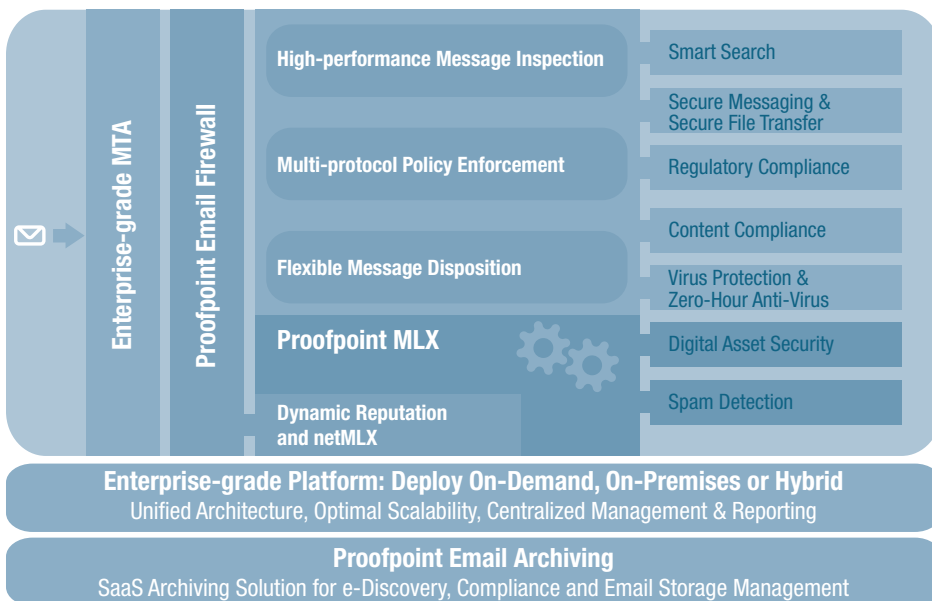 Enterprise-grade MTA
Proofpoint Email Firewall
High-performance Message Inspection
Multi-protocol Policy Enforcement
Flexible Message Disposition
Proofpoint MLX
Dynamic Reputation
and netMLX
Smart Search
Secure Messaging &
Secure File Transfer
Regulatory Compliance
Content Compliance
Virus Protection &
Zero-Hour Anti-Virus
Digital Asset Security
Spam Detection
Enterprise-grade Platform: Deploy On-Demand, On-Premises or Hybrid
Unified Architecture, Optimal Scalability, Centralized Management & Reporting
Proofpoint Email Archiving
SaaS Archiving Solution for e-Discovery, Compliance and Email Storage Management